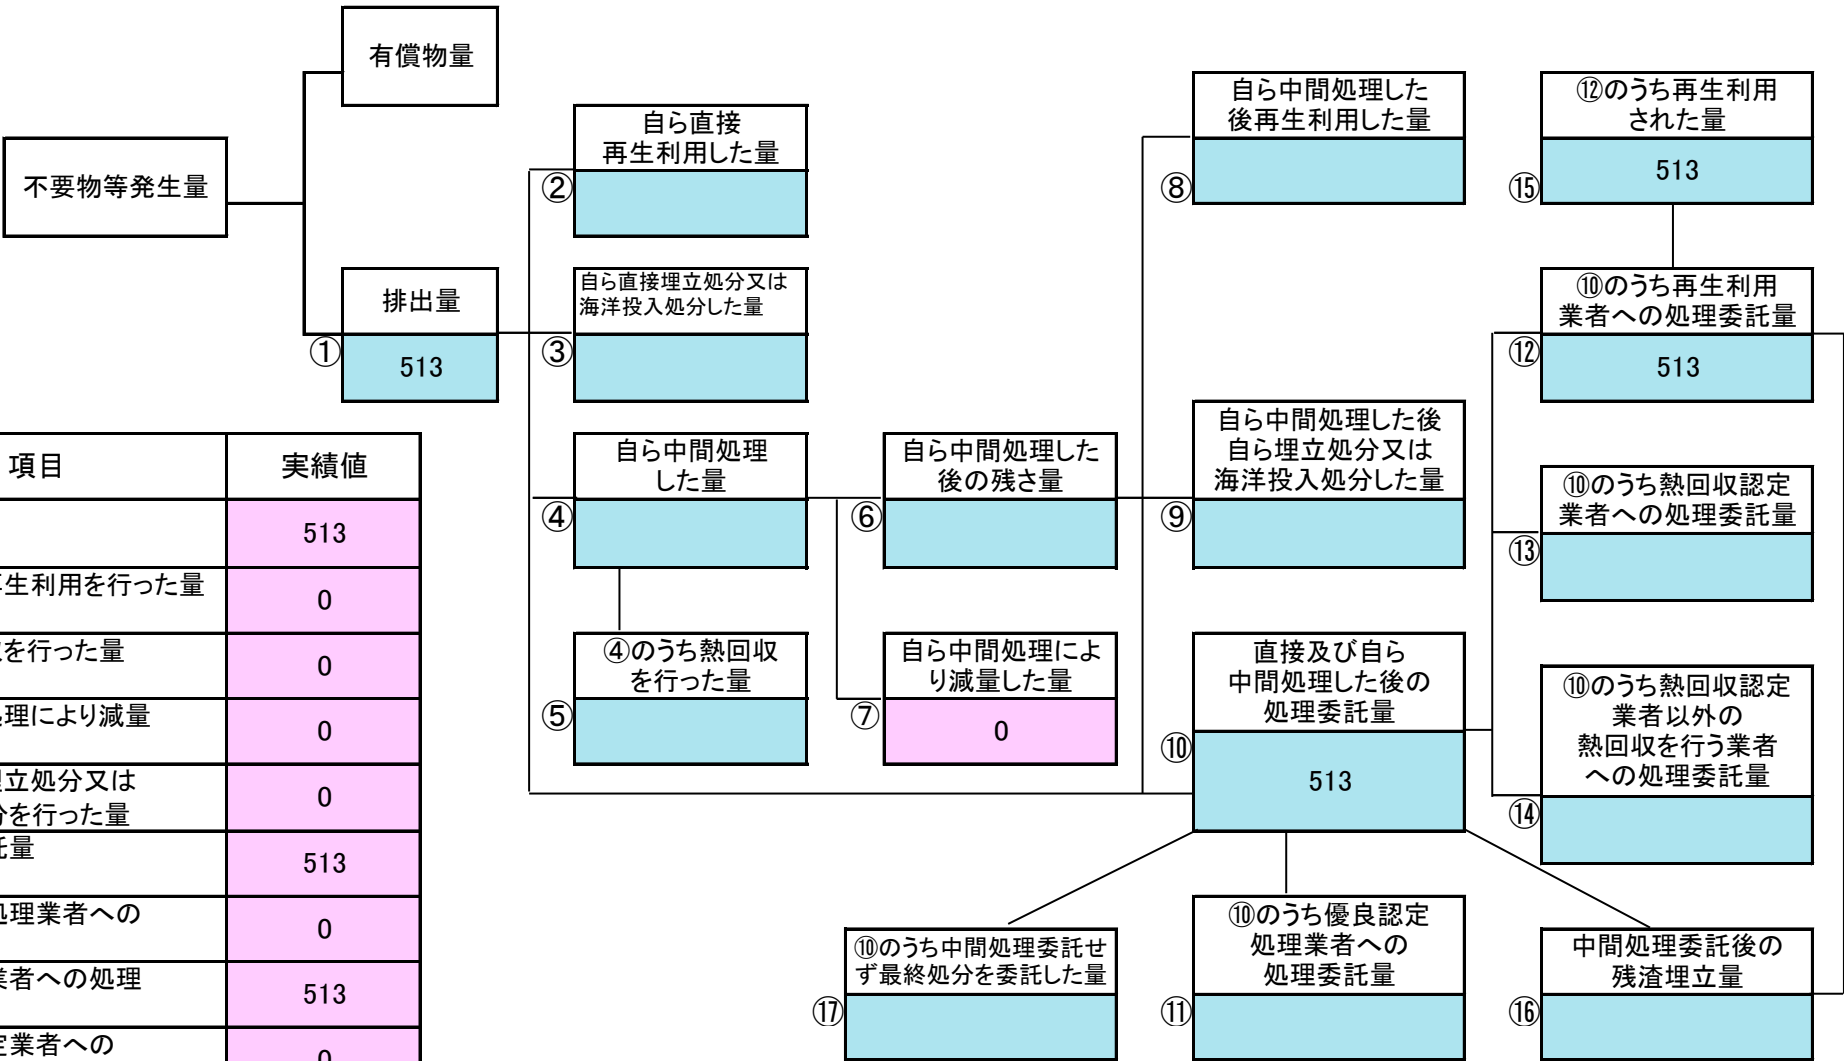 有償物量
不要物等発生量
排出量
①
513
自ら直接
再生利用した量
②
自ら直接埋立処分又は
海洋投入処分した量
③
自ら中間処理
した量
④
④のうち熱回収
を行った量
⑤
自ら中間処理した
後の残さ量
⑥
自ら中間処理によ
り減量した量
⑦
0
自ら中間処理した
後再生利用した量
⑧
自ら中間処理した後
自ら埋立処分又は
海洋投入処分した量
⑨
直接及び自ら
中間処理した後の
処理委託量
⑩
513
⑫のうち再生利用
された量
⑮
513
⑩のうち再生利用
業者への処理委託量
⑫
513
⑩のうち熱回収認定
業者への処理委託量
⑬
⑩のうち熱回収認定
業者以外の
熱回収を行う業者
への処理委託量
⑭
⑩のうち中間処理委託せ
ず最終処分を委託した量
⑰
⑩のうち優良認定
処理業者への
処理委託量
⑪
中間処理委託後の
残渣埋立量
⑯
項目 実績値
513
生利用を行った量 0
を行った量 0
理により減量 0
立処分又は
を行った量 0
量 513
処理業者への 0
業者への処理 513
業者への 0